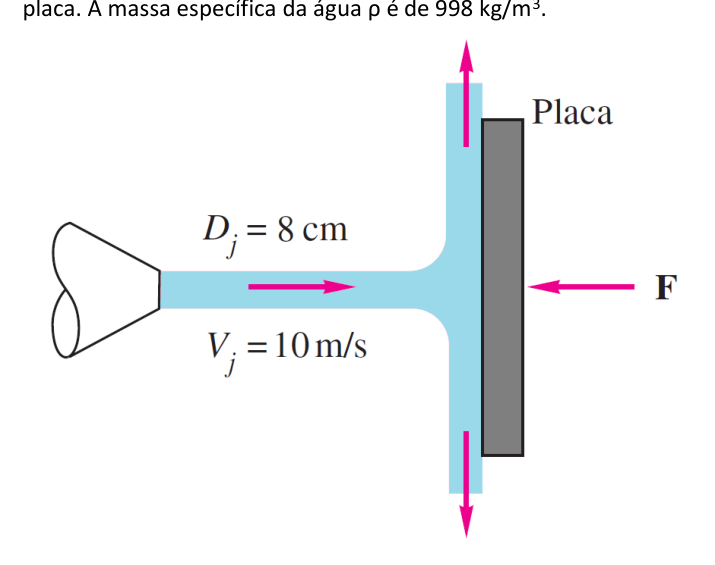 placa. A massa específica da água ρ é de 998 kg/m³.
Placa
D_j = 8 cm
F
V_j = 10 m/s